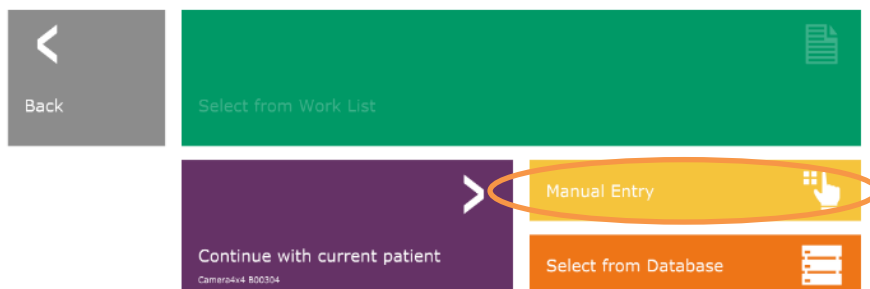 Back
Select from Work List
Manual Entry
Continue with current patient
Camera4x4 B00304
Select from Database